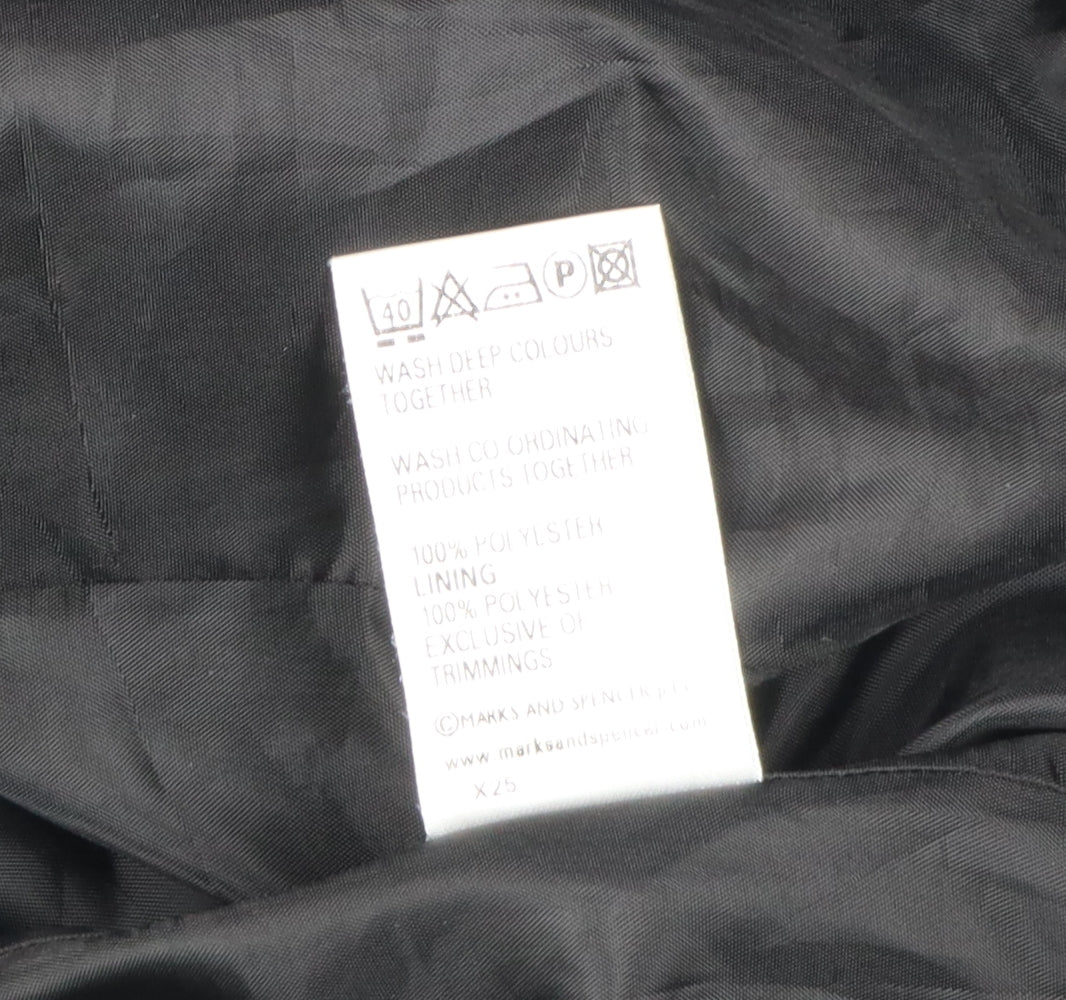 40
P
WASH DEEP COLOURS
TOGETHER
WASH CO ORDINATING
PRODUCTS TOGETHER
100% POLYESTER
LINING
100% POLYESTER
EXCLUSIVE OF
TRIMMINGS
©MARKS AND SPENCER
www.marksandspencer.com
X25